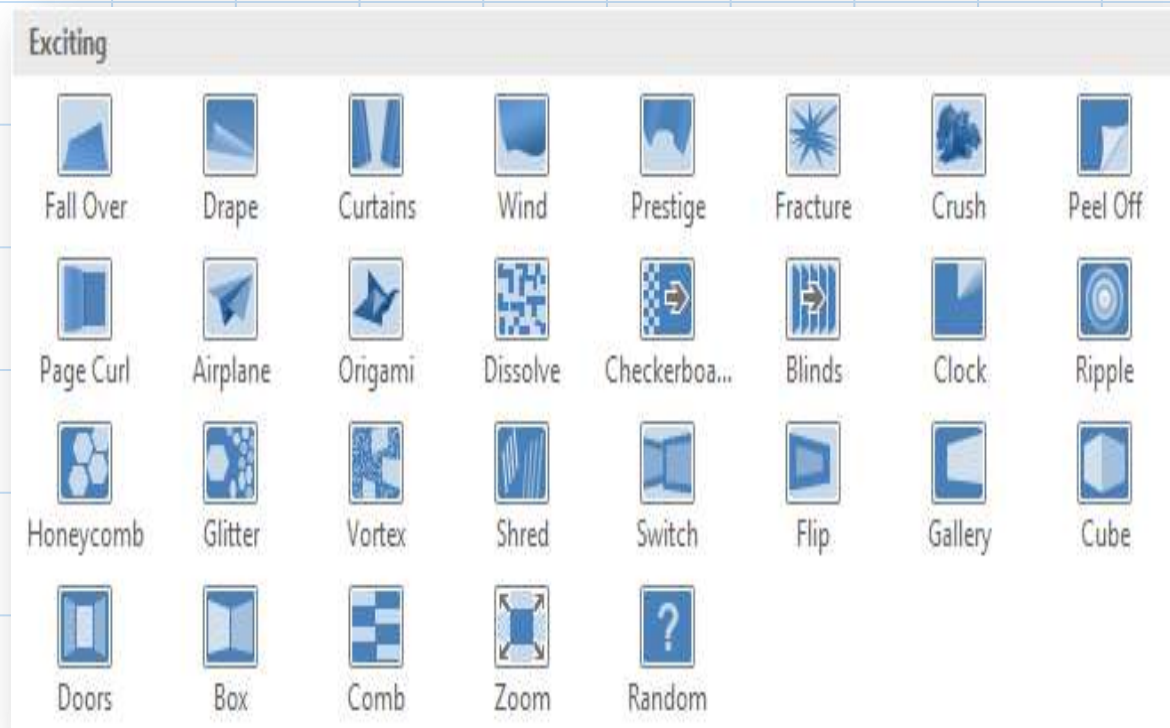 Exciting
Fall Over Drape Curtains Wind Prestige Fracture Crush Peel Off
Page Curl Airplane Origami Dissolve Checkerboa... Blinds Clock Ripple
Honeycomb Glitter Vortex Shred Switch Flip Gallery Cube
?
Doors Box Comb Zoom Random